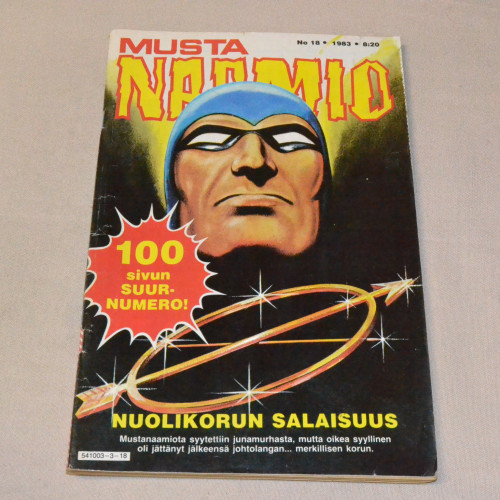 MUSTA
No 18 • 1983 • 8:20
NAAMIO
100
sivun
SUUR-
NUMERO!
NUOLIKORUN SALAISUUS
Mustanaamiota syytettiin junamurhasta, mutta oikea syyllinen
oli jättänyt jälkeensä johtolangan... merkillisen korun.
541003-3-18